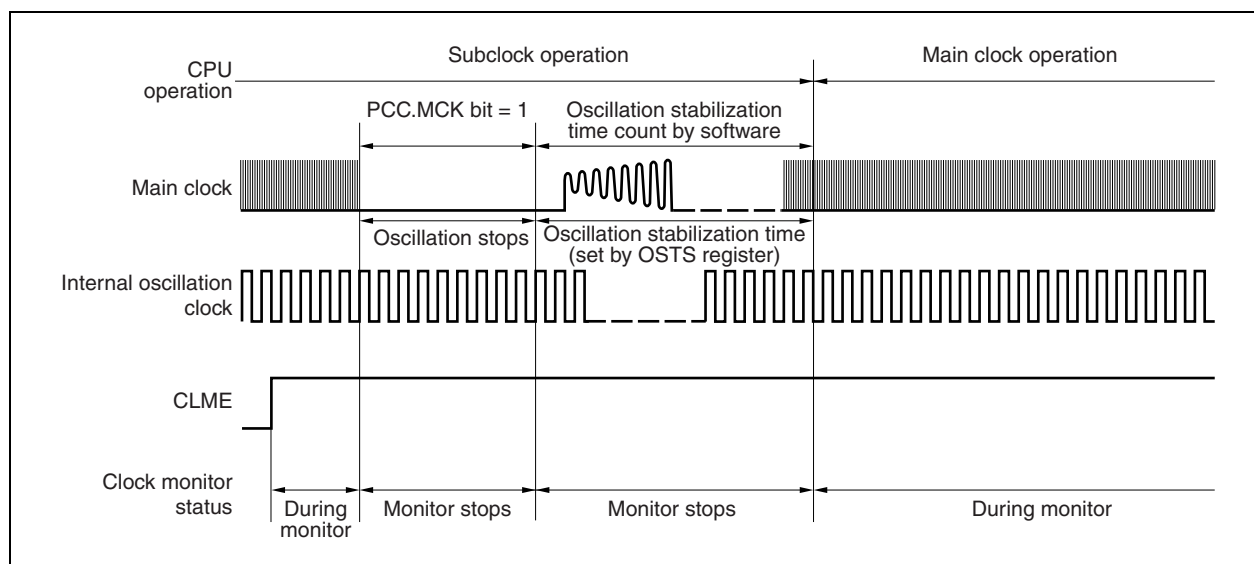 CPU
operation
Subclock operation
Main clock operation
PCC.MCK bit = 1
Oscillation stabilization
time count by software
Main clock
Oscillation stops
Oscillation stabilization time
(set by OSTS register)
Internal oscillation
clock
CLME
Clock monitor
status
During
monitor
Monitor stops
Monitor stops
During monitor